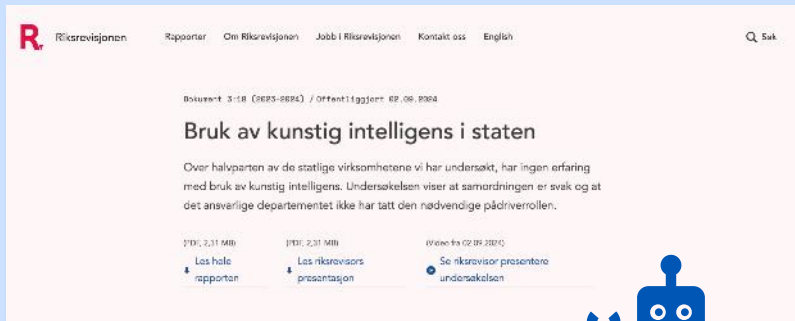 R.
Riksrevisjonen
Rapporter Om Riksrevisjonen Jobb i Riksrevisjonen Kontakt oss English
Søk
Dokument 3:18 (2023-2024) / Offentliggjort 02.09.2024
Bruk av kunstig intelligens i staten
Over halvparten av de statlige virksomhetene vi har undersøkt, har ingen erfaring
med bruk av kunstig intelligens. Undersøkelsen viser at samordningen er svak og at
det ansvarlige departementet ikke har tatt den nødvendige pådriverrollen.
(PDF, 2,31 MB) (PDF, 2,31 MB) (Video fra 02.09.2024)
Les hele Les riksrevisors Se riksrevisor presentere
rapporten presentasjon undersøkelsen